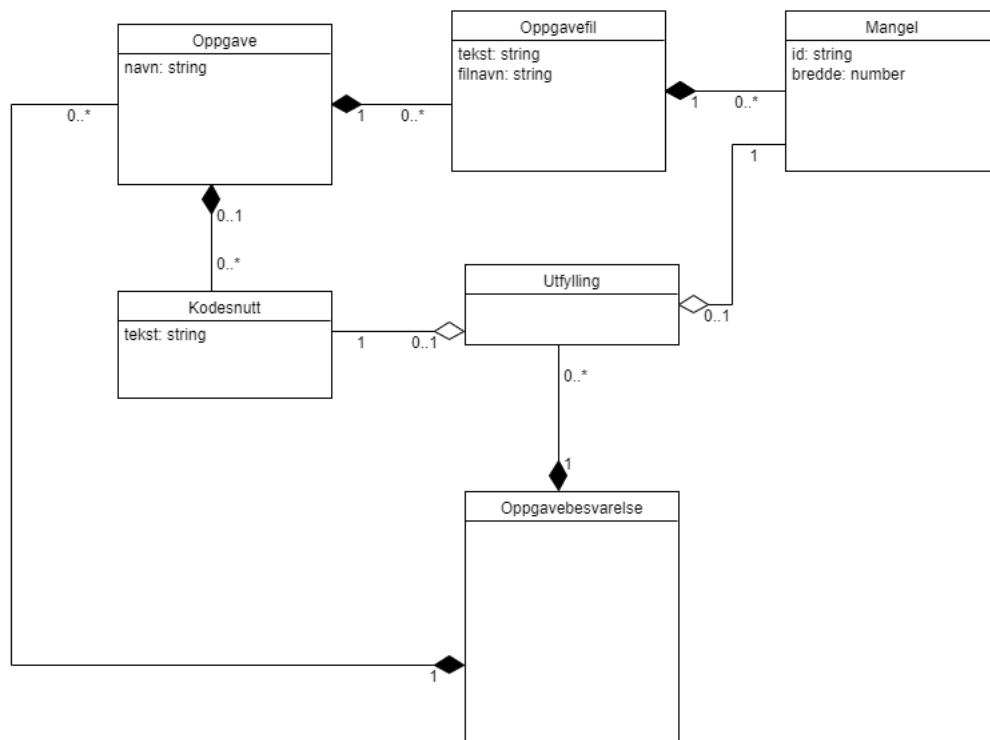 Oppgave
navn: string
Oppgavefil
tekst: string
filnavn: string
Mangel
id: string
bredde: number
0..*
1
0..*
1
0..*
1
0..1
0..*
Kodesnutt
tekst: string
1
0..1
Utfylling
0..1
0..*
1
Oppgavebesvarelse
1